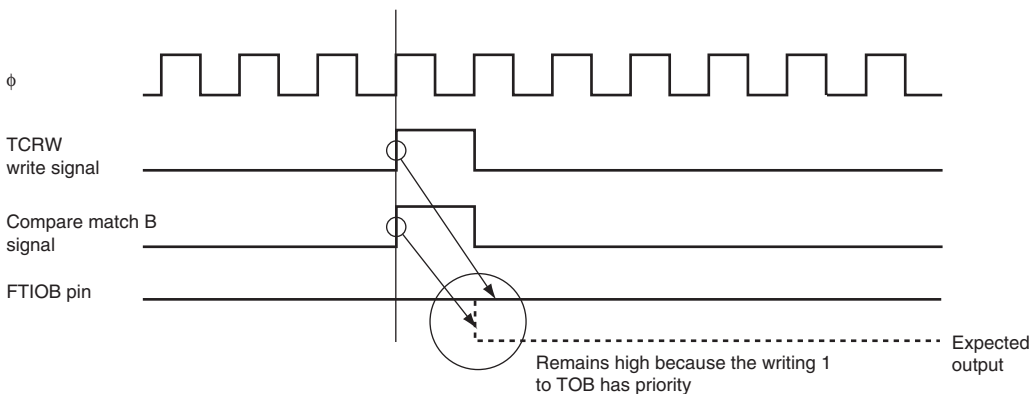 ϕ
TCRW
write signal
Compare match B
signal
FTIOB pin
Expected
output
Remains high because the writing 1
to TOB has priority